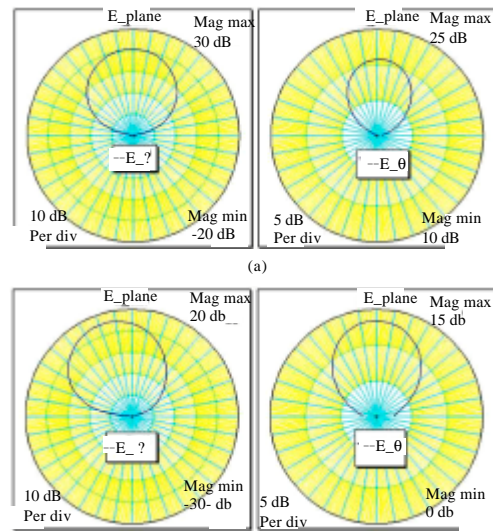 E_plane
Mag max
30 dB
--E_?
10 dB
Per div
Mag min
-20 dB
E_plane
Mag max
25 dB
--E_θ
5 dB
Per div
Mag min
10 dB
(a)
E_plane
Mag max
20 db
--E_ ?
10 dB
Per div
Mag min
-30- db
E_plane
Mag max
15 db
--E_θ
5 dB
Per div
Mag min
0 db